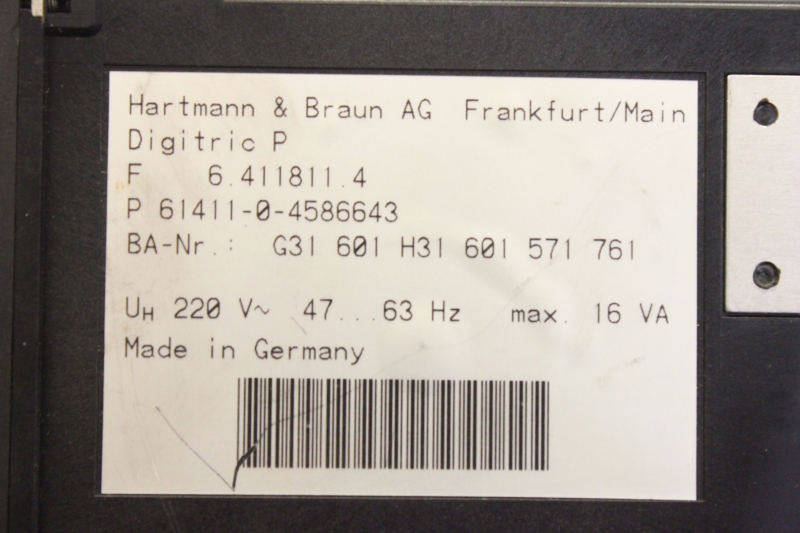 Hartmann & Braun AG Frankfurt/Main
Digitric P
F 6.411811.4
P 61411-0-4586643
BA-Nr.: G31 601 H31 601 571 761
UH 220 V~ 47...63 Hz max. 16 VA
Made in Germany